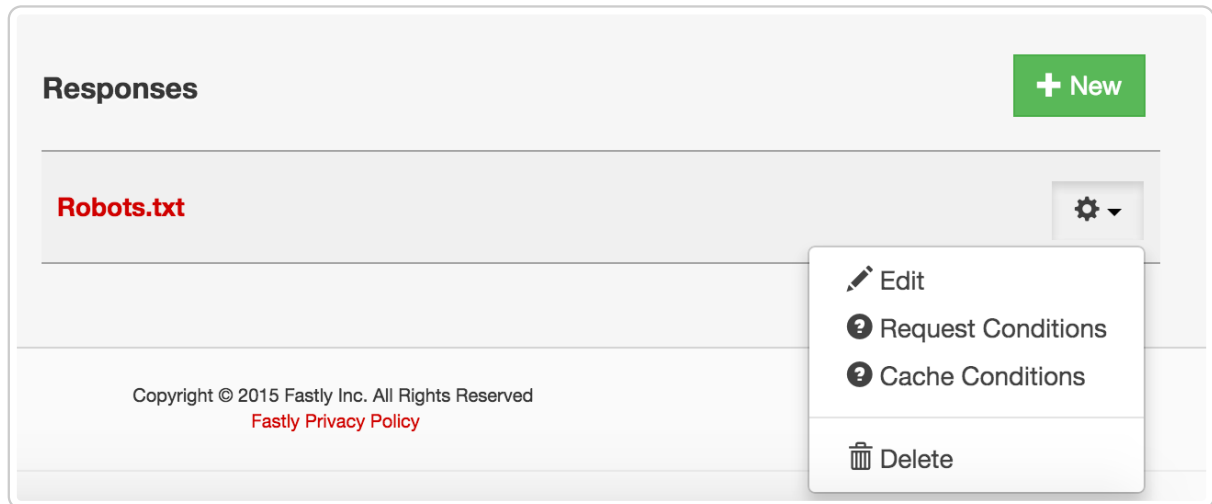 Responses
New
Robots.txt
Edit
Request Conditions
Cache Conditions
Delete
Copyright © 2015 Fastly Inc. All Rights Reserved
Fastly Privacy Policy